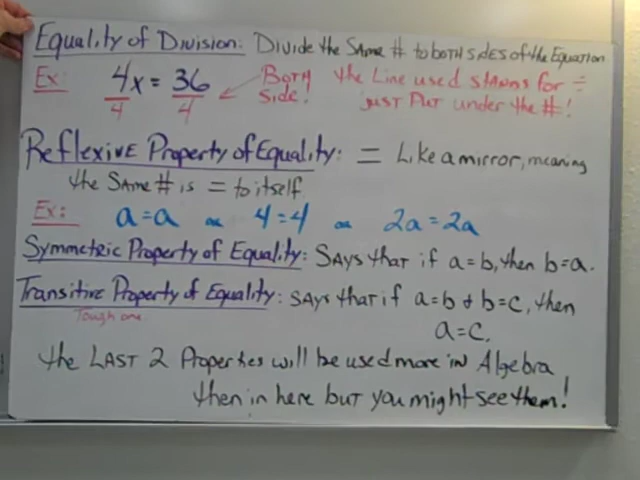 Equality of Division: Divide the Same # to both sides of the Equation
Ex: 4x = 36 Both the Line used stands for ÷
4 4 side! just Put under the #!
Reflexive Property of Equality: = Like a mirror, meaning
the Same # is = to itself
Ex: a=a or 4=4 or 2a=2a
Symmetric Property of Equality: Says that if a=b, then b=a.
Transitive Property of Equality: says that if a=b + b=c, then
Tough one a=c.
the LAST 2 Properties will be used more in Algebra
then in here but you might see them!